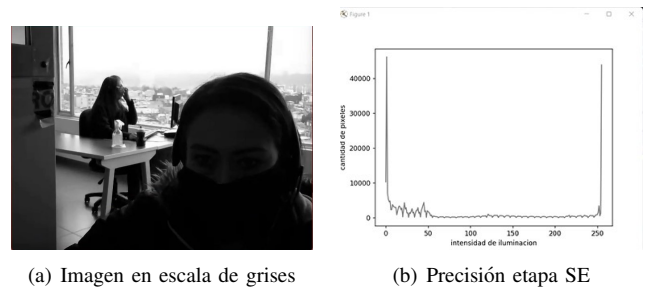 Figure 1
cantidad de pixeles
40000
30000
20000
10000
0
0 50 100 150 200 250
intensidad de iluminacion
(a) Imagen en escala de grises
(b) Precisión etapa SE